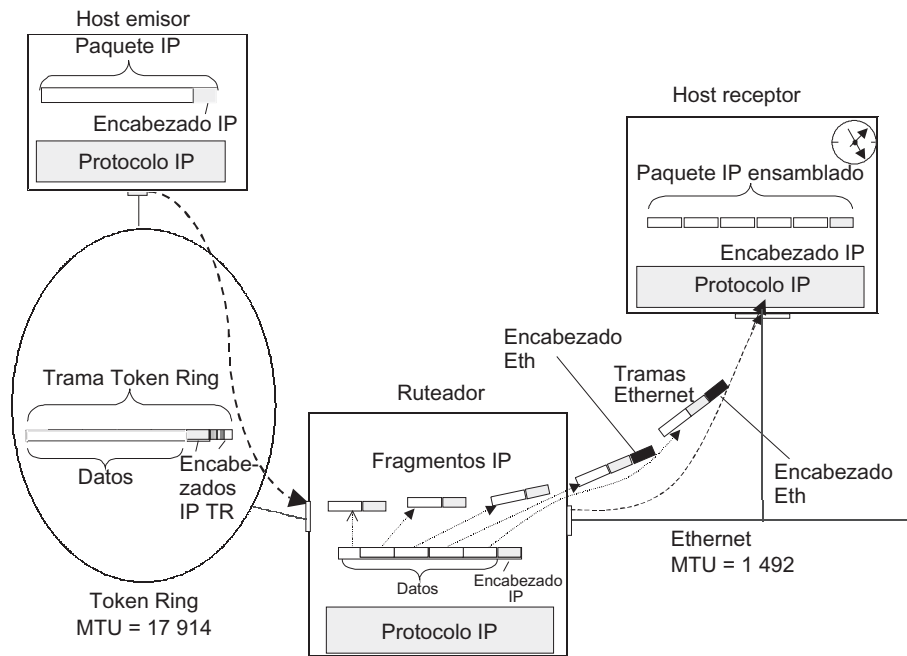 Host emisor
Paquete IP
Encabezado IP
Protocolo IP
Host receptor
Paquete IP ensamblado
Encabezado IP
Protocolo IP
Trama Token Ring
Datos
Encabe-
zados
IP TR
Token Ring
MTU = 17 914
Ruteador
Fragmentos IP
Datos
Encabezado
IP
Protocolo IP
Encabezado
Eth
Tramas
Ethernet
Encabezado
Eth
Ethernet
MTU = 1 492